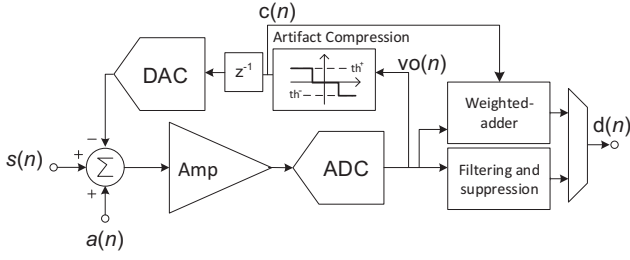 c(n)
Artifact Compression
DAC
z⁻¹
th⁺
th⁻
vo(n)
Weighted-
adder
d(n)
−
+
s(n)
Σ
+
a(n)
Amp
ADC
Filtering and
suppression